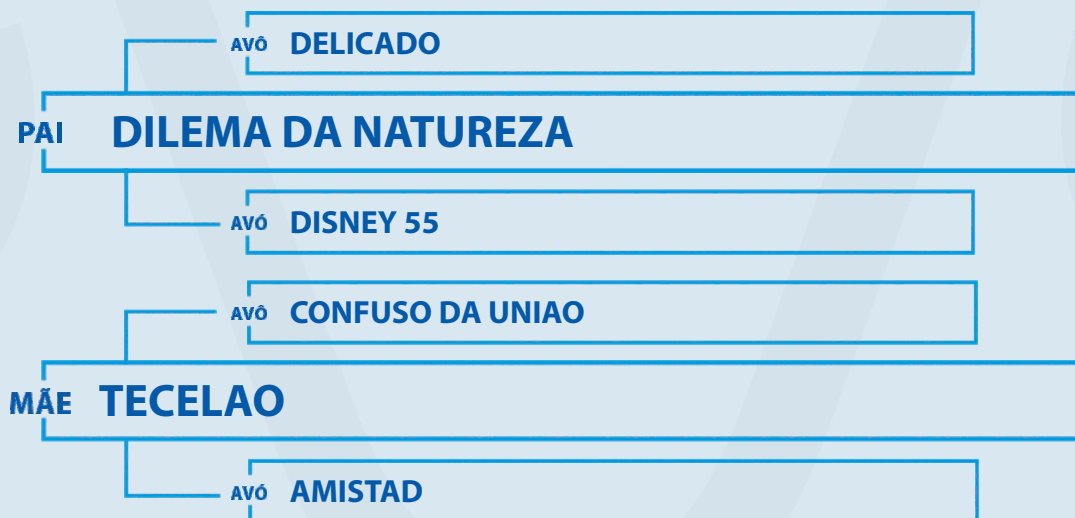 AVÔ DELICADO
PAI DILEMA DA NATUREZA
AVÓ DISNEY 55
AVÔ CONFUSO DA UNIAO
MÃE TECELAO
AVÓ AMISTAD